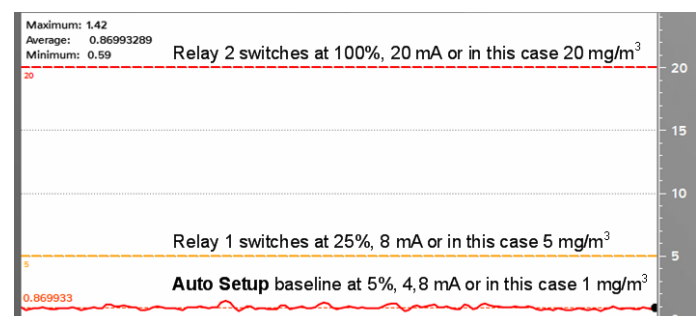 Maximum: 1.42
Average: 0.86993289
Minimum: 0.59
Relay 2 switches at 100%, 20 mA or in this case 20 mg/m³
20
20
15
10
Relay 1 switches at 25%, 8 mA or in this case 5 mg/m³
5
5
Auto Setup baseline at 5%, 4,8 mA or in this case 1 mg/m³
0.869933